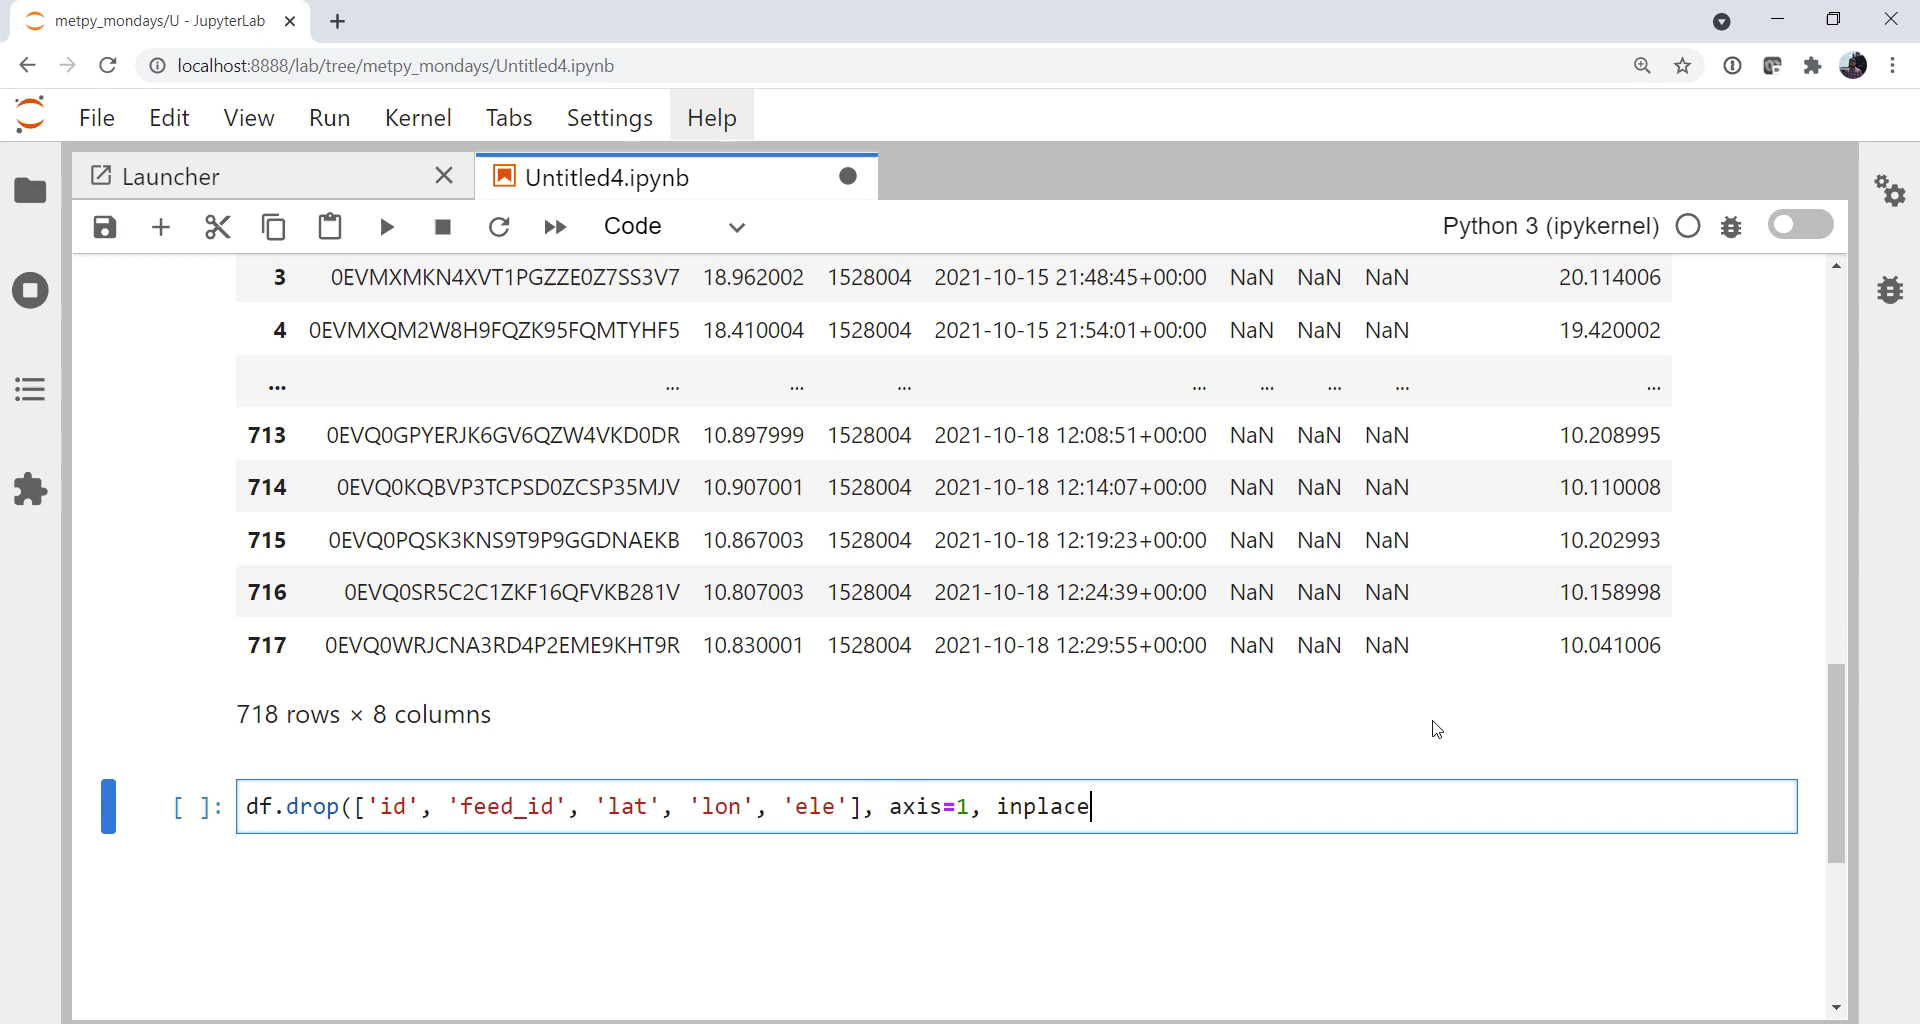 metpy_mondays/U - JupyterLab
localhost:8888/lab/tree/metpy_mondays/Untitled4.ipynb
File Edit View Run Kernel Tabs Settings Help
Launcher Untitled4.ipynb
Code Python 3 (ipykernel)
3 0EVMXMKN4XVT1PGZZE0Z7SS3V7 18.962002 1528004 2021-10-15 21:48:45+00:00 NaN NaN NaN 20.114006
4 0EVMXQM2W8H9FQZK95FQMTYHF5 18.410004 1528004 2021-10-15 21:54:01+00:00 NaN NaN NaN 19.420002
... ... ... ... ... ... ... ... ...
713 0EVQ0GPYERJK6GV6QZW4VKD0DR 10.897999 1528004 2021-10-18 12:08:51+00:00 NaN NaN NaN 10.208995
714 0EVQ0KQBVP3TCPSD0ZCSP35MJV 10.907001 1528004 2021-10-18 12:14:07+00:00 NaN NaN NaN 10.110008
715 0EVQ0PQSK3KNS9T9P9GGDNAEKB 10.867003 1528004 2021-10-18 12:19:23+00:00 NaN NaN NaN 10.202993
716 0EVQ0SR5C2C1ZKF16QFVKB281V 10.807003 1528004 2021-10-18 12:24:39+00:00 NaN NaN NaN 10.158998
717 0EVQ0WRJCNA3RD4P2EME9KHT9R 10.830001 1528004 2021-10-18 12:29:55+00:00 NaN NaN NaN 10.041006
718 rows × 8 columns
[ ]: df.drop(['id', 'feed_id', 'lat', 'lon', 'ele'], axis=1, inplace